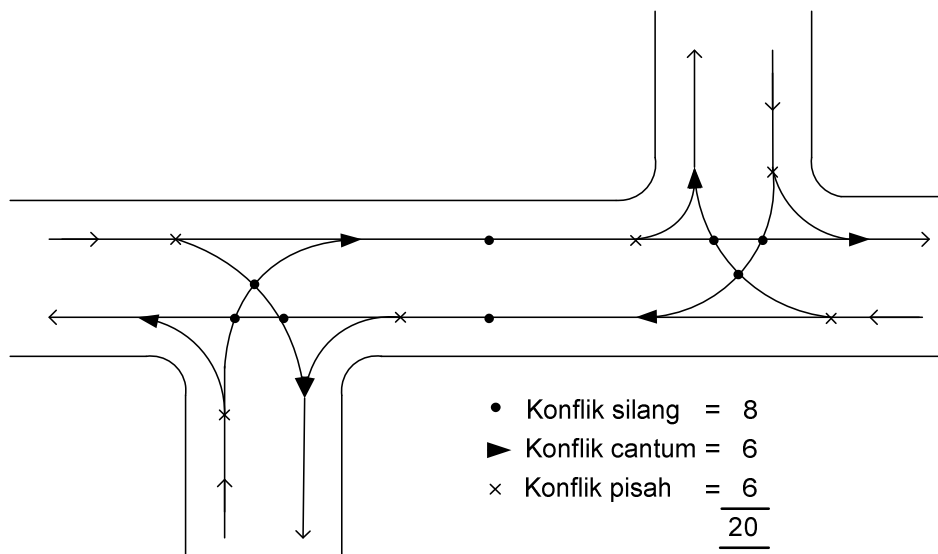 Konflik silang = 8
Konflik cantum = 6
Konflik pisah = 6
20